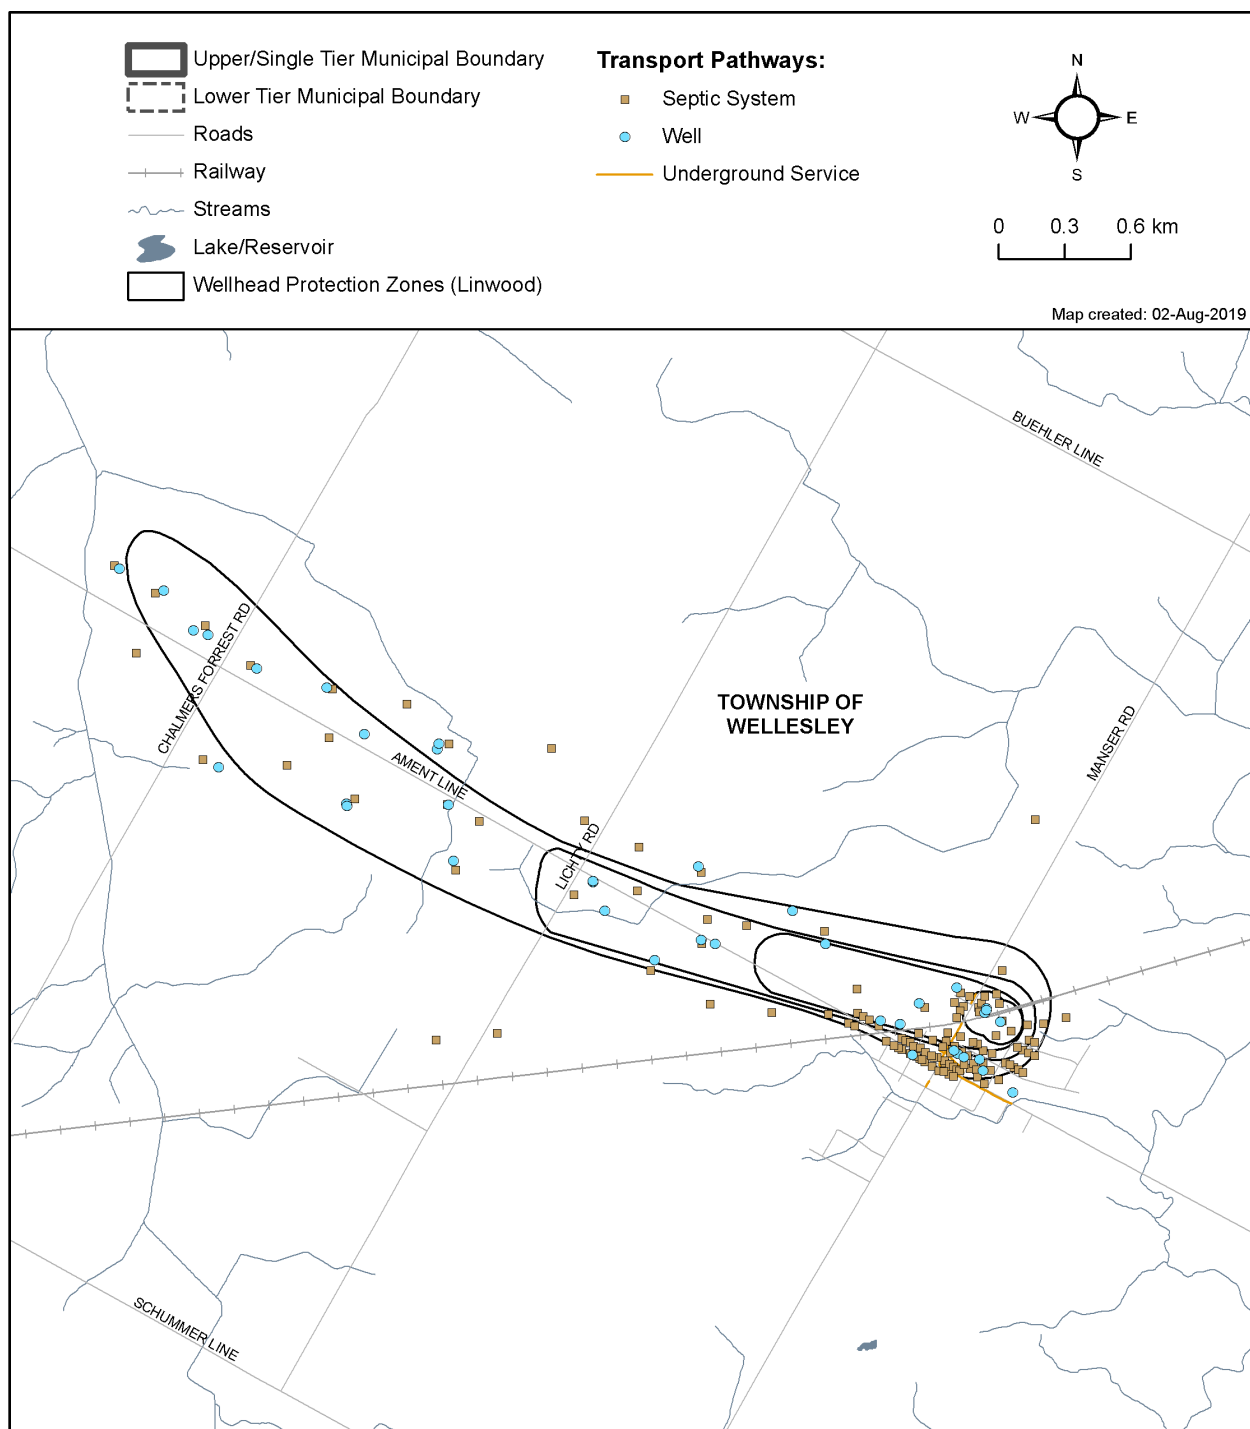 Upper/Single Tier Municipal Boundary
Lower Tier Municipal Boundary
Roads
Railway
Streams
Lake/Reservoir
Wellhead Protection Zones (Linwood)
Transport Pathways:
Septic System
Well
Underground Service
N
W E
S
0 0.3 0.6 km
Map created: 02-Aug-2019
BUEHLER LINE
CHALMERS FORREST RD
TOWNSHIP OF
WELLESLEY
MANSER RD
AMENT LINE
LICHTY RD
SCHUMMER LINE